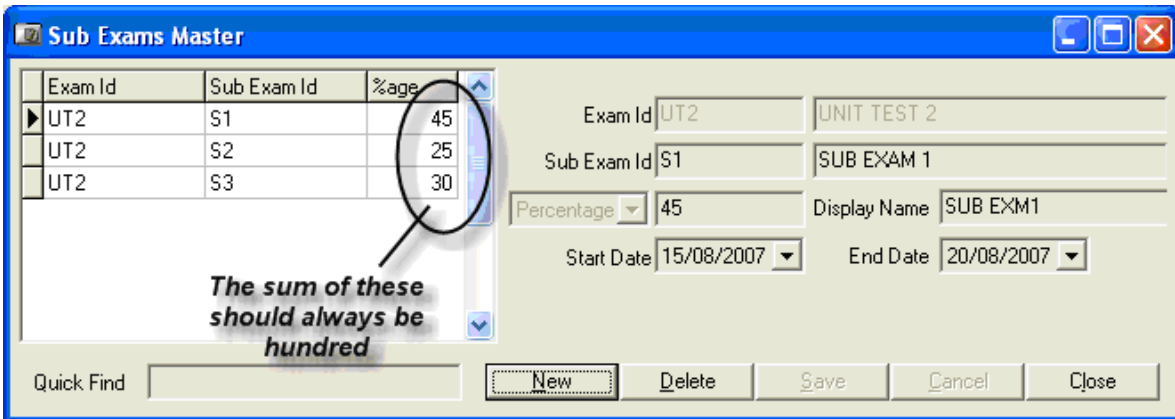 Sub Exams Master
Exam Id Sub Exam Id %age
UT2 S1 45
UT2 S2 25
UT2 S3 30
The sum of these
should always be
hundred
Exam Id UT2 UNIT TEST 2
Sub Exam Id S1 SUB EXAM 1
Percentage 45 Display Name SUB EXM1
Start Date 15/08/2007 End Date 20/08/2007
Quick Find New Delete Save Cancel Close